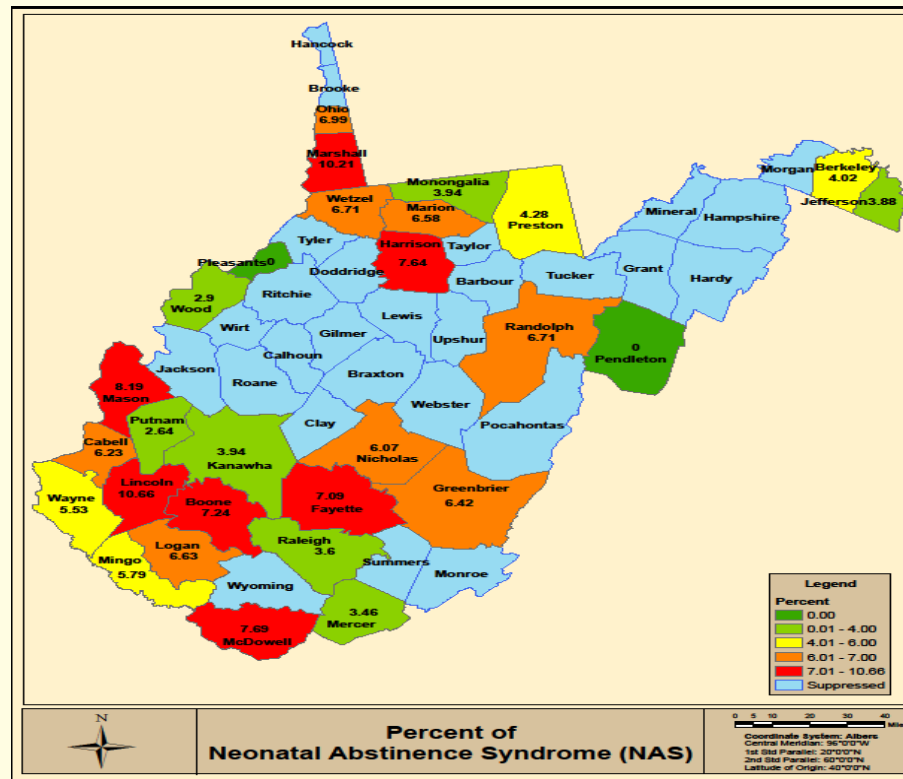 Hancock
Brooke
Ohio
6.99
Marshall
10.21
Monongalia
3.94
Morgan
Berkeley
4.02
Wetzel
6.71
Marion
6.58
4.28
Preston
Jefferson 3.88
Mineral
Hampshire
Tyler
Harrison
7.64
Taylor
Pleasants 0
Doddridge
Barbour
Tucker
Grant
Hardy
2.9
Wood
Ritchie
Lewis
Wirt
Gilmer
Upshur
Randolph
6.71
0
Pendleton
Calhoun
Jackson
Roane
Braxton
8.19
Mason
Webster
Putnam
2.64
Clay
Pocahontas
Cabell
6.23
3.94
Kanawha
6.07
Nicholas
Lincoln
10.66
Wayne
5.53
Boone
7.24
7.09
Fayette
Greenbrier
6.42
Logan
6.63
Raleigh
3.6
Mingo
5.79
Summers
Monroe
Wyoming
3.46
Mercer
7.69
McDowell
Legend
Percent
0.00
0.01 - 4.00
4.01 - 6.00
6.01 - 7.00
7.01 - 10.66
Suppressed
N
Percent of
Neonatal Abstinence Syndrome (NAS)
0 5 10 20 30 40
Coordinate System: Albers
Central Meridian: 96°0'0"W
1st Std Parallel: 20°0'0"N
2nd Std Parallel: 60°0'0"N
Latitude of Origin: 40°0'0"N